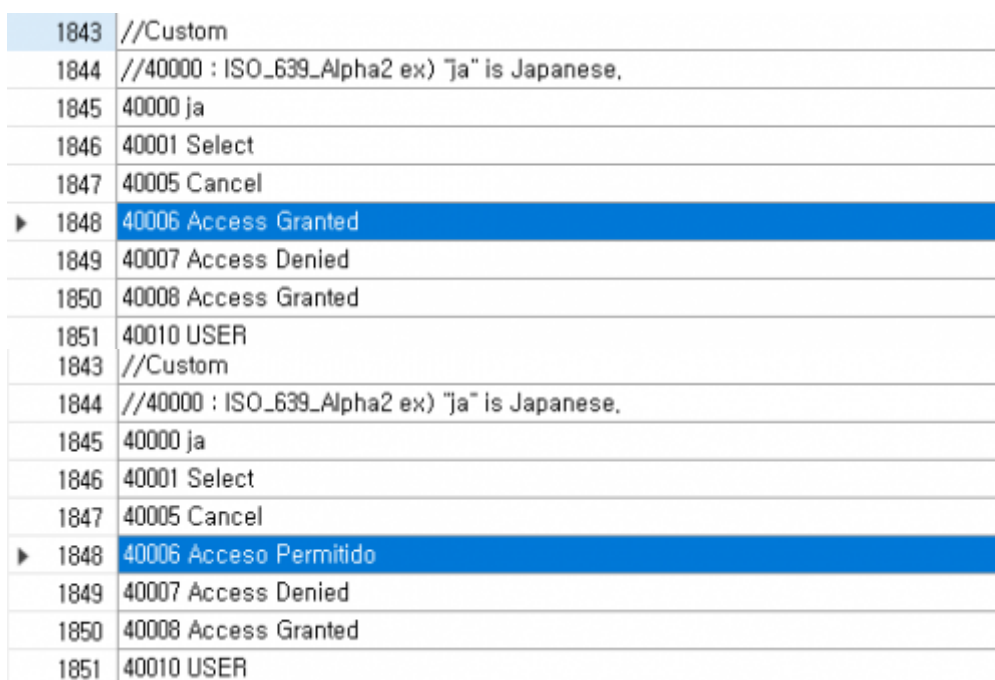 1843 //Custom
1844 //40000 : ISO_639_Alpha2 ex) "ja" is Japanese,
1845 40000 ja
1846 40001 Select
1847 40005 Cancel
1848 40006 Access Granted
1849 40007 Access Denied
1850 40008 Access Granted
1851 40010 USER
1843 //Custom
1844 //40000 : ISO_639_Alpha2 ex) "ja" is Japanese,
1845 40000 ja
1846 40001 Select
1847 40005 Cancel
1848 40006 Acceso Permitido
1849 40007 Access Denied
1850 40008 Access Granted
1851 40010 USER